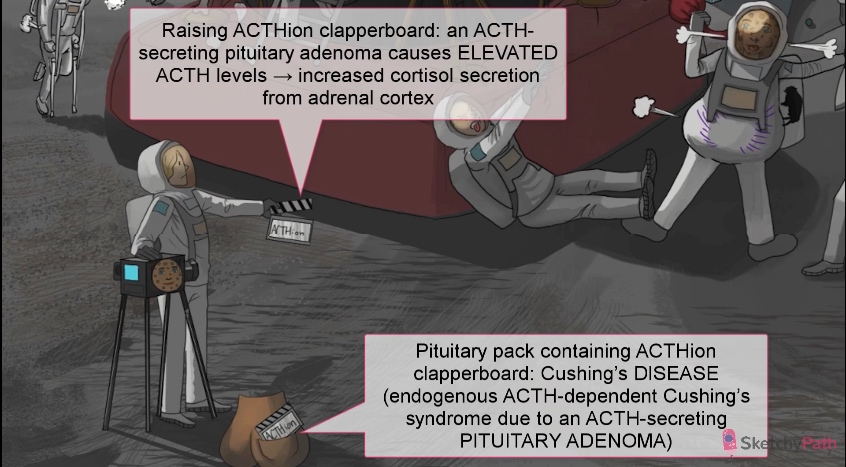 Raising ACTHion clapperboard: an ACTH-
secreting pituitary adenoma causes ELEVATED
ACTH levels → increased cortisol secretion
from adrenal cortex
ACTHion
Pituitary pack containing ACTHion
clapperboard: Cushing's DISEASE
(endogenous ACTH-dependent Cushing's
syndrome due to an ACTH-secreting
PITUITARY ADENOMA)
ACTHion
SketchyPath